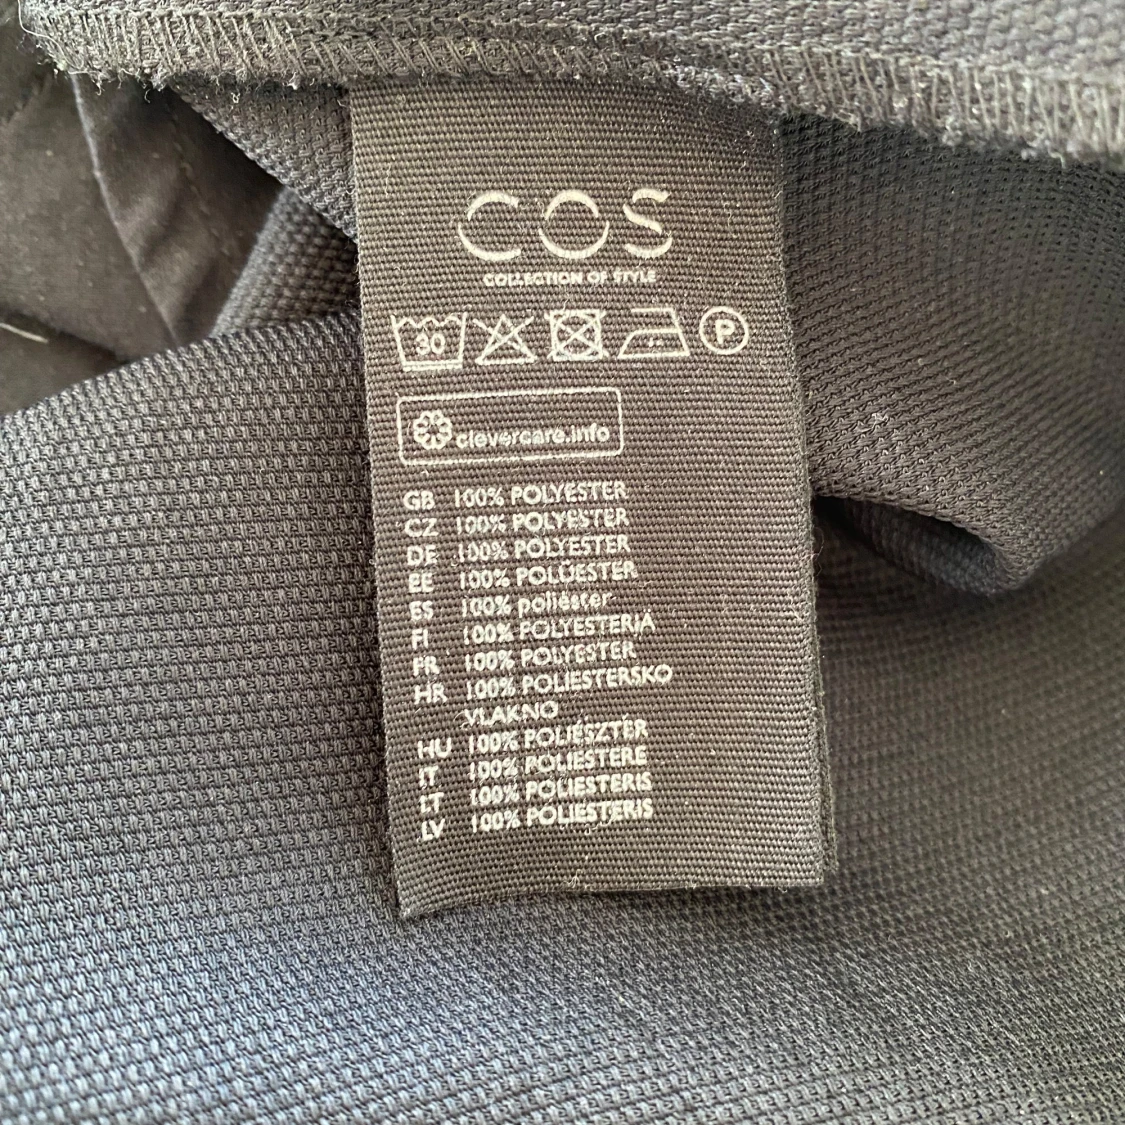 COS
COLLECTION OF STYLE
30 P
clevercare.info
GB 100% POLYESTER
CZ 100% POLYESTER
DE 100% POLYESTER
EE 100% POLÜESTER
ES 100% poliéster
FI 100% POLYESTERIÄ
FR 100% POLYESTER
HR 100% POLIESTERSKO
VLAKNO
HU 100% POLIÉSZTER
IT 100% POLIESTERE
LT 100% POLIESTERIS
LV 100% POLIESTERIS